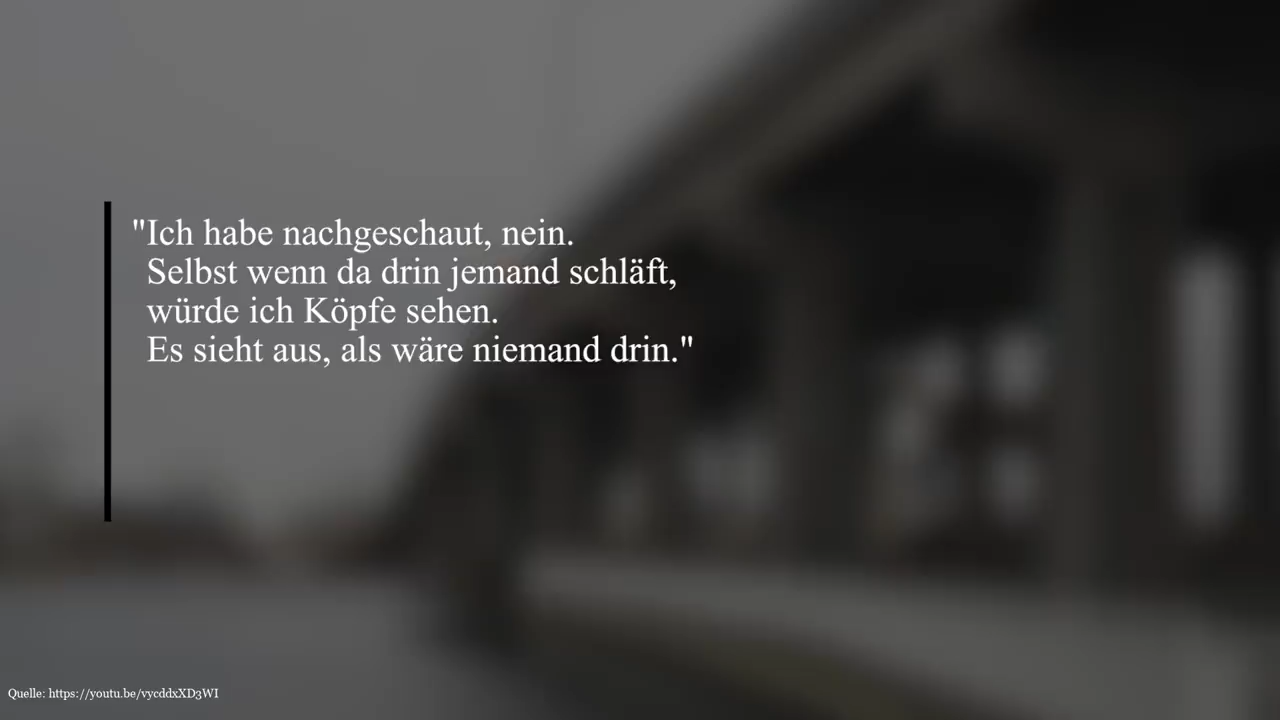 "Ich habe nachgeschaut, nein.
Selbst wenn da drin jemand schläft,
würde ich Köpfe sehen.
Es sieht aus, als wäre niemand drin."
Quelle: https://youtu.be/vycddxXD3WI